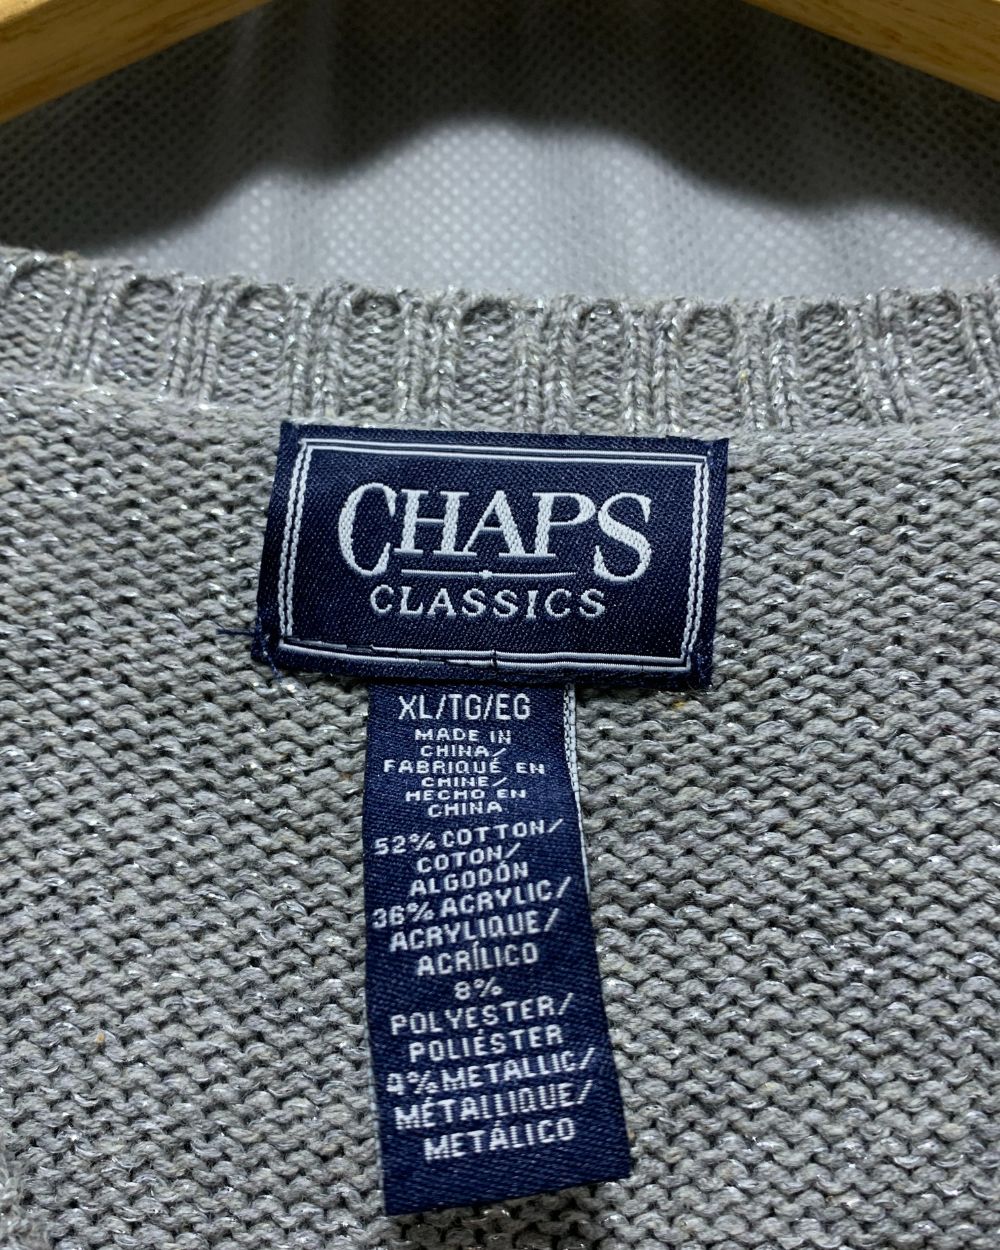 CHAPS
CLASSICS
XL/TG/EG
MADE IN
CHINA/
FABRIQUÉ EN
CHINE/
HECHO EN
CHINA
52% COTTON/
COTON/
ALGODÓN
36% ACRYLIC/
ACRYLIQUE/
ACRÍLICO
8%
POLYESTER/
POLIÉSTER
4% METALLIC/
MÉTALLIQUE/
METÁLICO